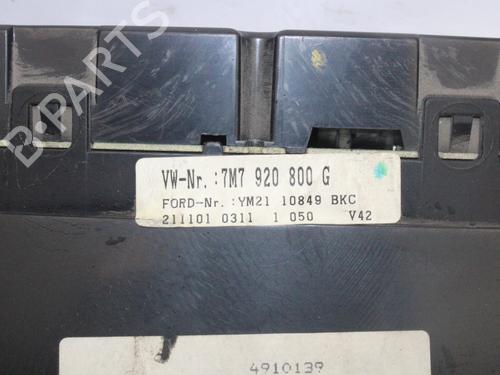 B-PARTS
VW-Nr.:7M7 920 800 G
FORD-Nr.:YM21 10849 BKC
211101 0311 1 050 V42
4910139